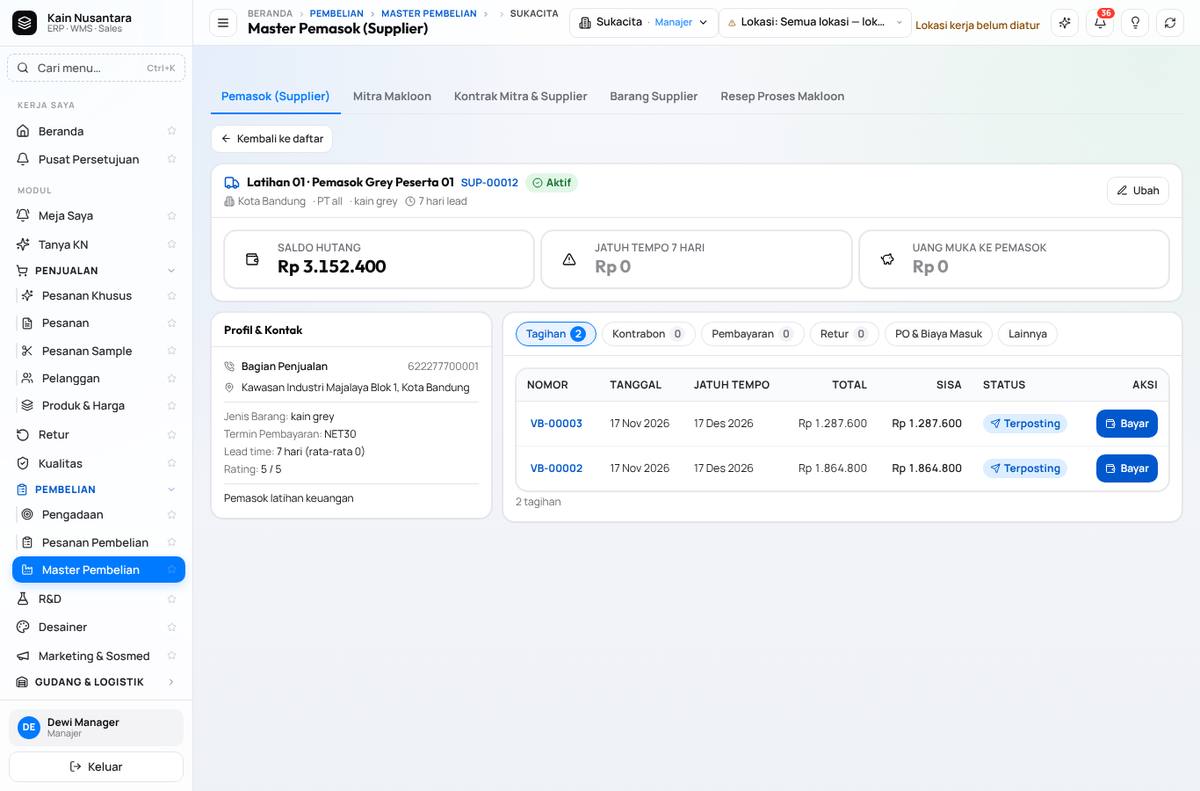 Kain Nusantara
ERP · WMS · Sales
Cari menu... Ctrl+K
KERJA SAYA
Beranda
Pusat Persetujuan
MODUL
Meja Saya
Tanya KN
PENJUALAN
Pesanan Khusus
Pesanan
Pesanan Sample
Pelanggan
Produk & Harga
Retur
Kualitas
PEMBELIAN
Pengadaan
Pesanan Pembelian
Master Pembelian
R&D
Desainer
Marketing & Sosmed
GUDANG & LOGISTIK
DE Dewi Manager
Manajer
Keluar
BERANDA > PEMBELIAN > MASTER PEMBELIAN > > SUKACITA
Master Pemasok (Supplier)
Sukacita · Manajer
Lokasi: Semua lokasi — lok...
Lokasi kerja belum diatur
36
Pemasok (Supplier) Mitra Makloon Kontrak Mitra & Supplier Barang Supplier Resep Proses Makloon
Kembali ke daftar
Latihan 01 · Pemasok Grey Peserta 01 SUP-00012 Aktif
Kota Bandung · PT all · kain grey 7 hari lead
Ubah
SALDO HUTANG
Rp 3.152.400
JATUH TEMPO 7 HARI
Rp 0
UANG MUKA KE PEMASOK
Rp 0
Profil & Kontak
Bagian Penjualan 622277700001
Kawasan Industri Majalaya Blok 1, Kota Bandung
Jenis Barang: kain grey
Termin Pembayaran: NET30
Lead time: 7 hari (rata-rata 0)
Rating: 5 / 5
Pemasok latihan keuangan
Tagihan 2 Kontrabon 0 Pembayaran 0 Retur 0 PO & Biaya Masuk Lainnya
NOMOR TANGGAL JATUH TEMPO TOTAL SISA STATUS AKSI
VB-00003 17 Nov 2026 17 Des 2026 Rp 1.287.600 Rp 1.287.600 Terposting Bayar
VB-00002 17 Nov 2026 17 Des 2026 Rp 1.864.800 Rp 1.864.800 Terposting Bayar
2 tagihan